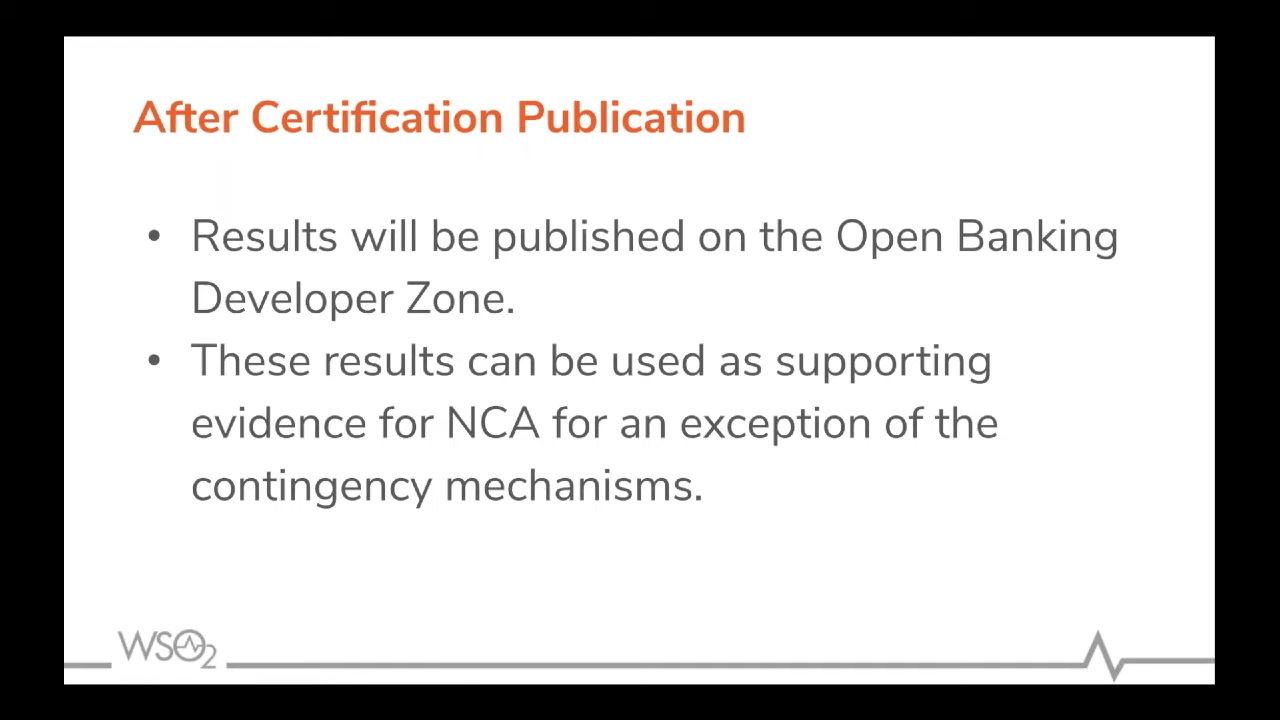 After Certification Publication
• Results will be published on the Open Banking
Developer Zone.
• These results can be used as supporting
evidence for NCA for an exception of the
contingency mechanisms.
WSO2